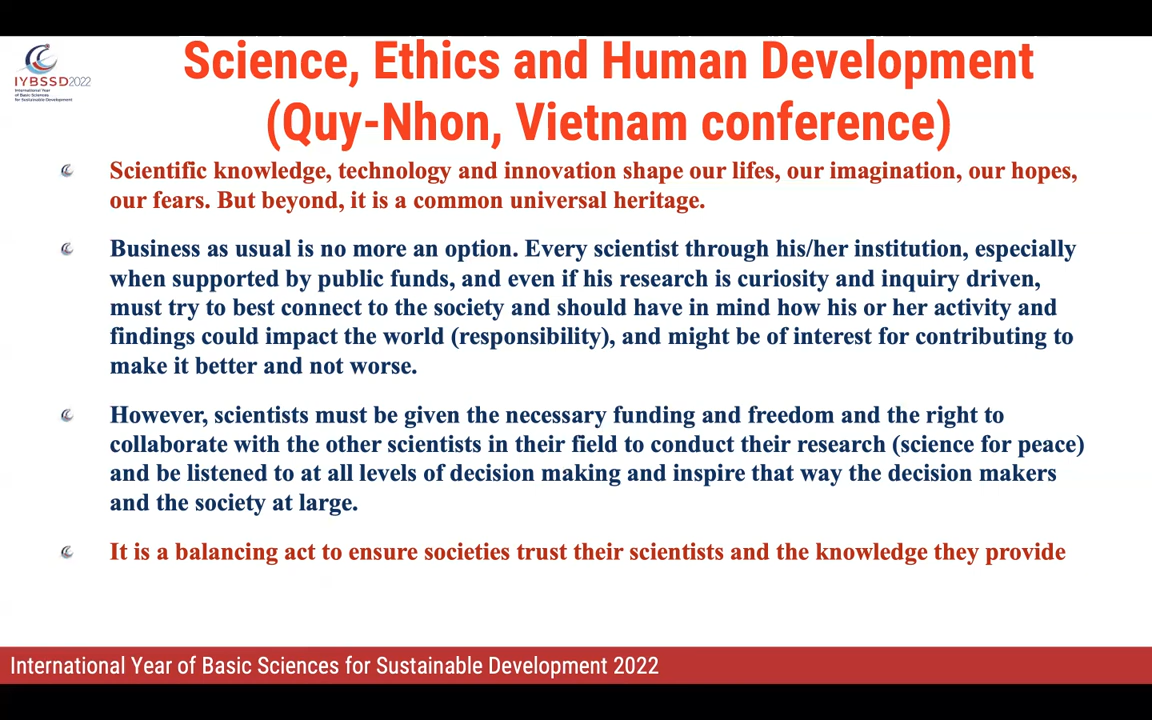 Science, Ethics and Human Development
(Quy-Nhon, Vietnam conference)
IYBSSD2022
International Year
of Basic Sciences
for Sustainable Development
Scientific knowledge, technology and innovation shape our lifes, our imagination, our hopes,
our fears. But beyond, it is a common universal heritage.
Business as usual is no more an option. Every scientist through his/her institution, especially
when supported by public funds, and even if his research is curiosity and inquiry driven,
must try to best connect to the society and should have in mind how his or her activity and
findings could impact the world (responsibility), and might be of interest for contributing to
make it better and not worse.
However, scientists must be given the necessary funding and freedom and the right to
collaborate with the other scientists in their field to conduct their research (science for peace)
and be listened to at all levels of decision making and inspire that way the decision makers
and the society at large.
It is a balancing act to ensure societies trust their scientists and the knowledge they provide
International Year of Basic Sciences for Sustainable Development 2022